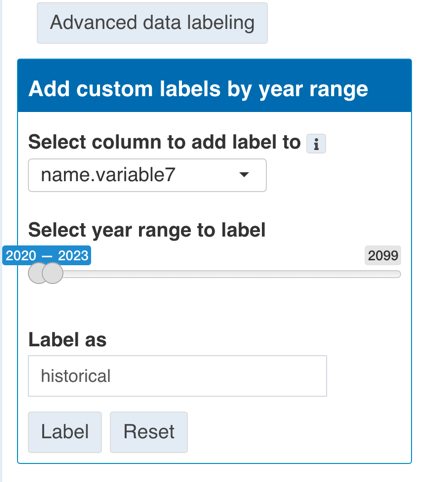 Advanced data labeling
Add custom labels by year range
Select column to add label to i
name.variable7
Select year range to label
2020 — 2023 2099
Label as
historical
Label Reset